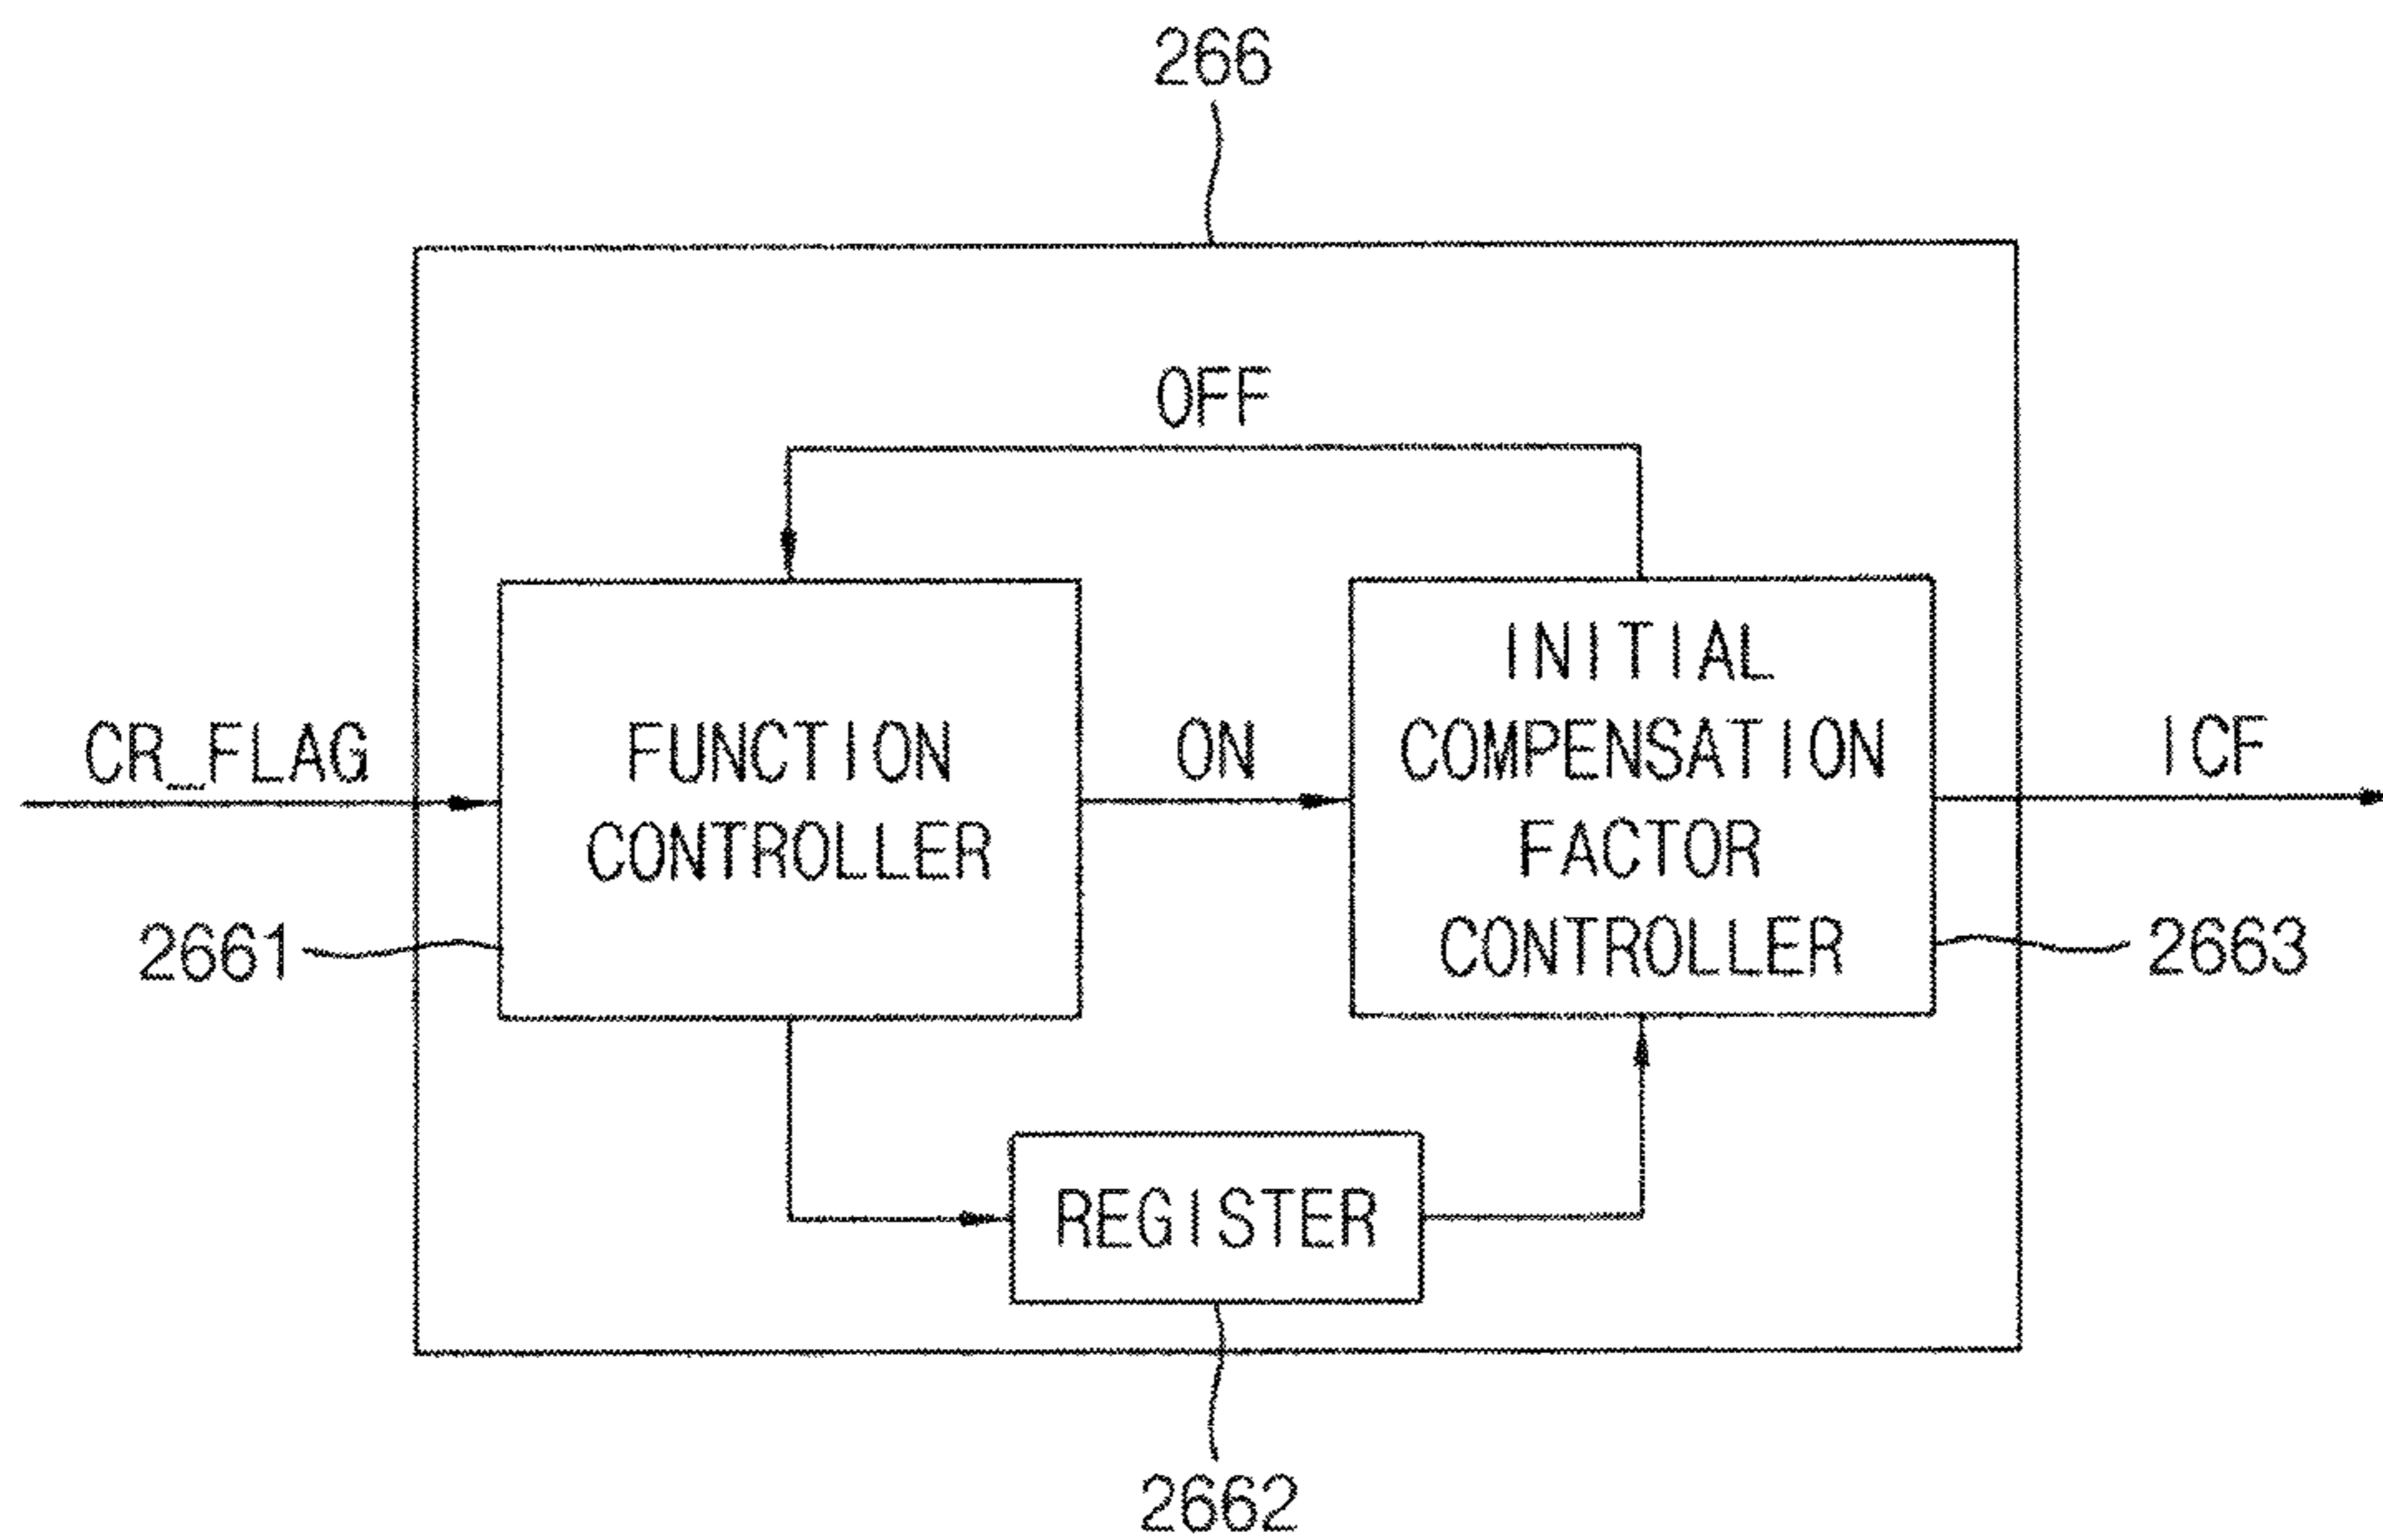 266
OFF
CR_FLAG
FUNCTION
CONTROLLER
ON
INITIAL
COMPENSATION
FACTOR
CONTROLLER
ICF
2661
2663
REGISTER
2662